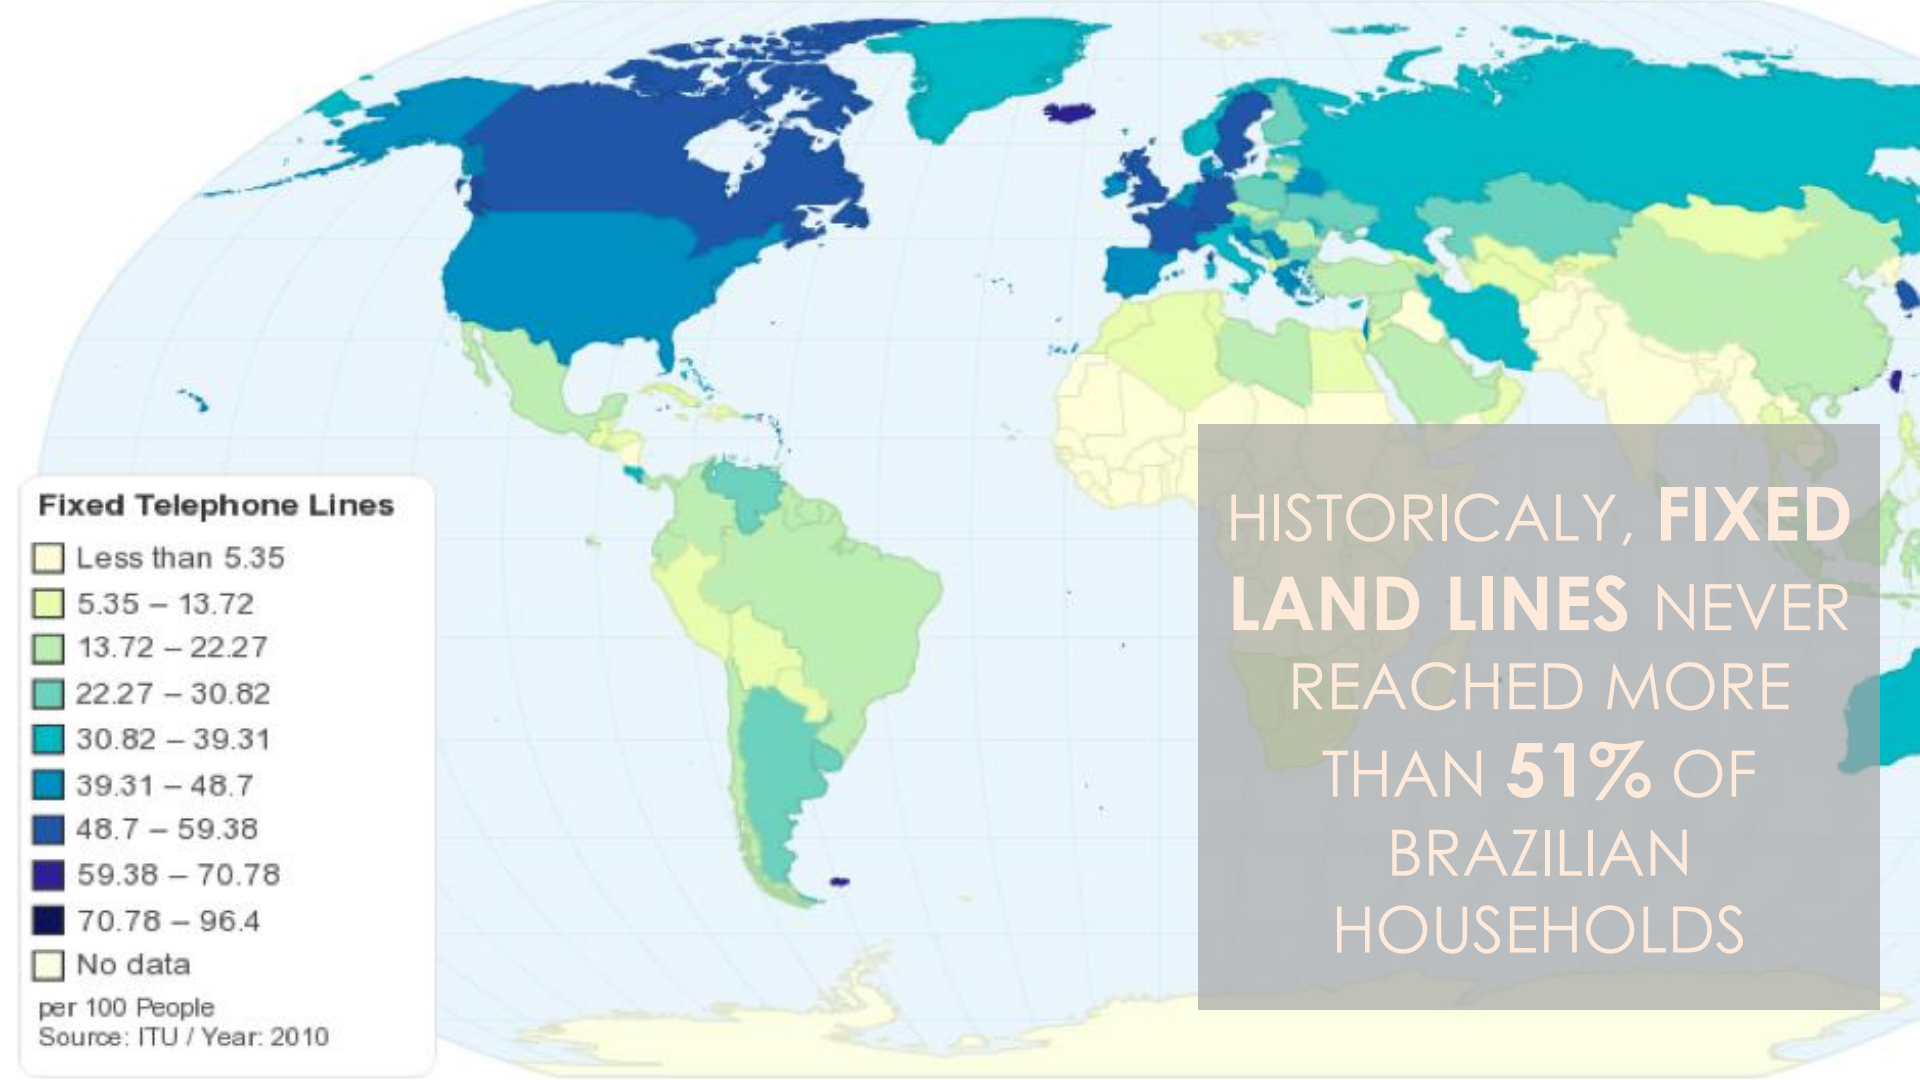 Fixed Telephone Lines
Less than 5.35
5.35 – 13.72
13.72 – 22.27
22.27 – 30.82
30.82 – 39.31
39.31 – 48.7
48.7 – 59.38
59.38 – 70.78
70.78 – 96.4
No data
per 100 People
Source: ITU / Year: 2010
HISTORICALY, FIXED
LAND LINES NEVER
REACHED MORE
THAN 51% OF
BRAZILIAN
HOUSEHOLDS